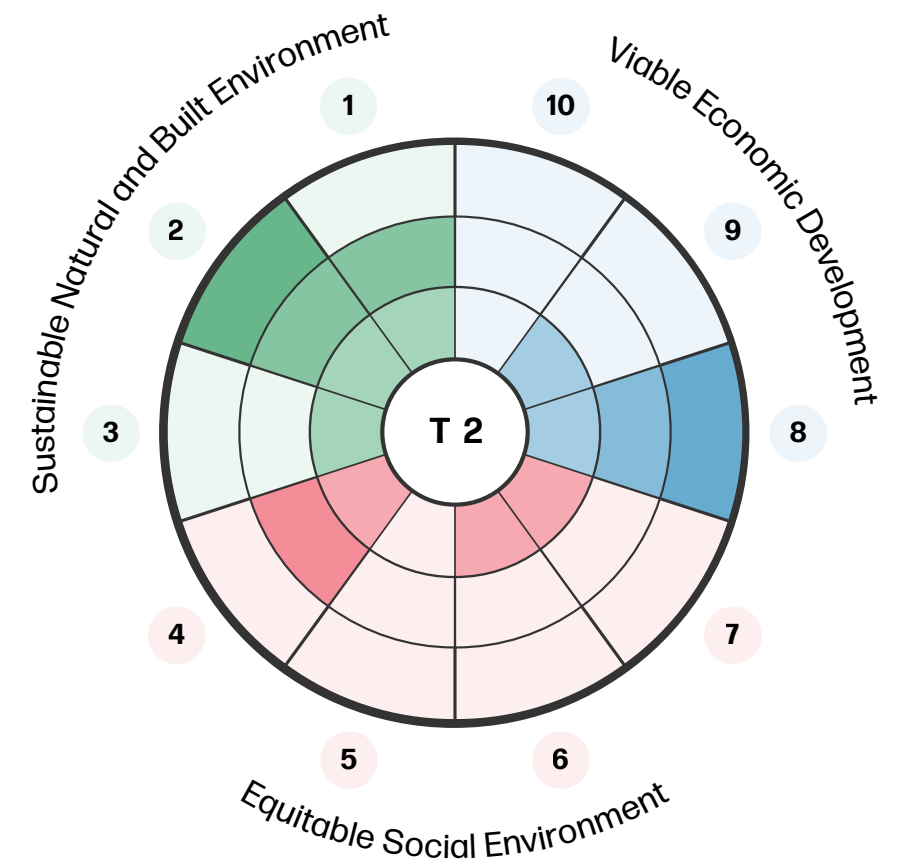 Sustainable Natural and Built Environment
Viable Economic Development
1
10
2
9
T 2
3
8
4
7
5
6
Equitable Social Environment